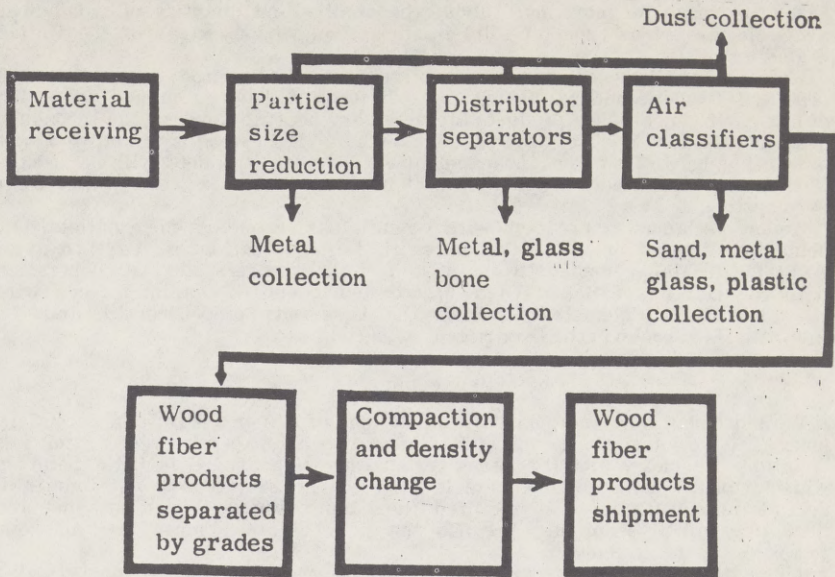 Dust collection
Material
receiving
Particle
size
reduction
Distributor
separators
Air
classifiers
Metal
collection
Metal, glass
bone
collection
Sand, metal
glass, plastic
collection
Wood
fiber
products
separated
by grades
Compaction
and density
change
Wood
fiber
products
shipment